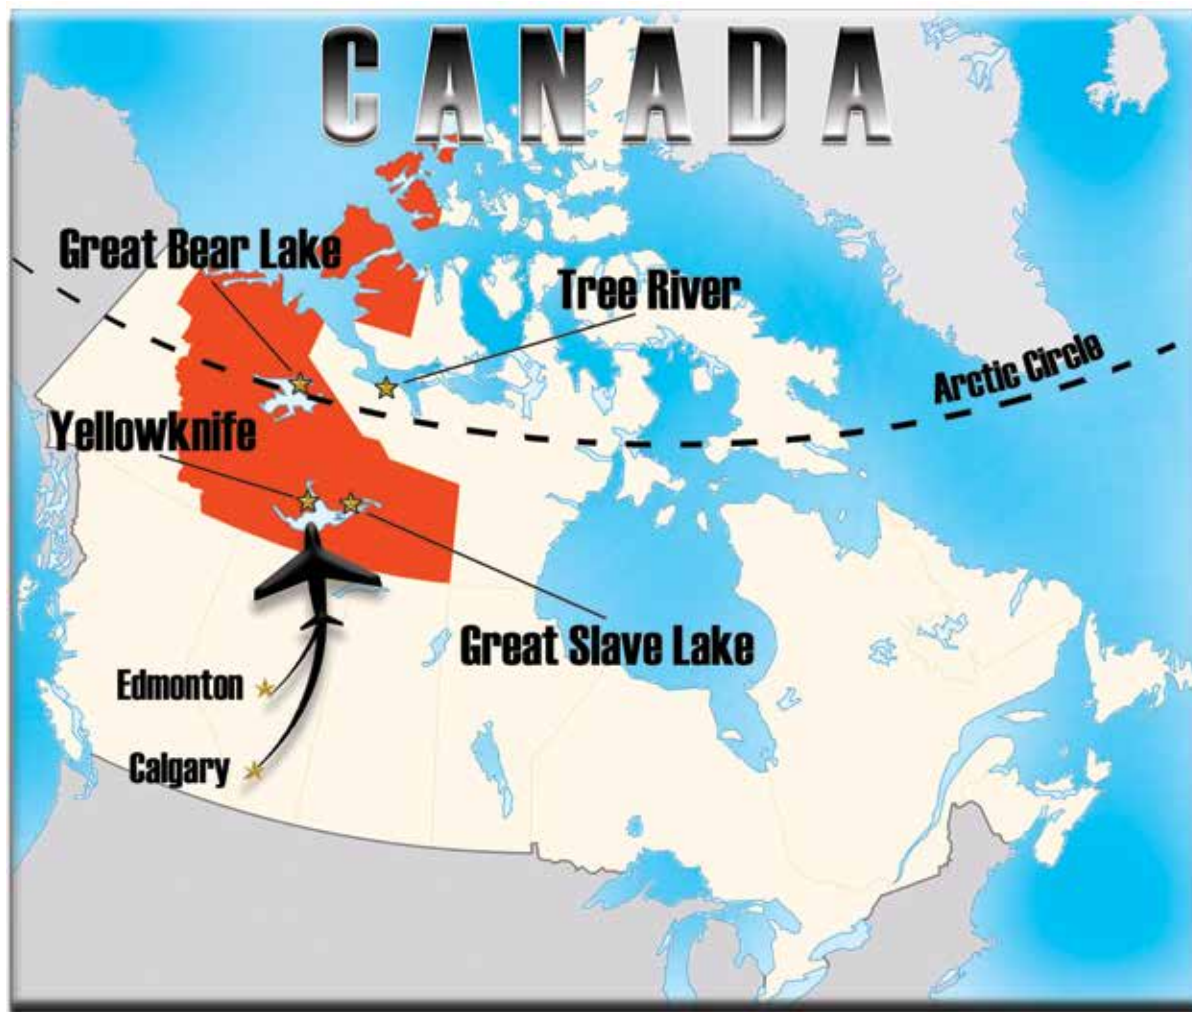 CANADA
Great Bear Lake
Tree River
Arctic Circle
Yellowknife
Great Slave Lake
Edmonton
Calgary